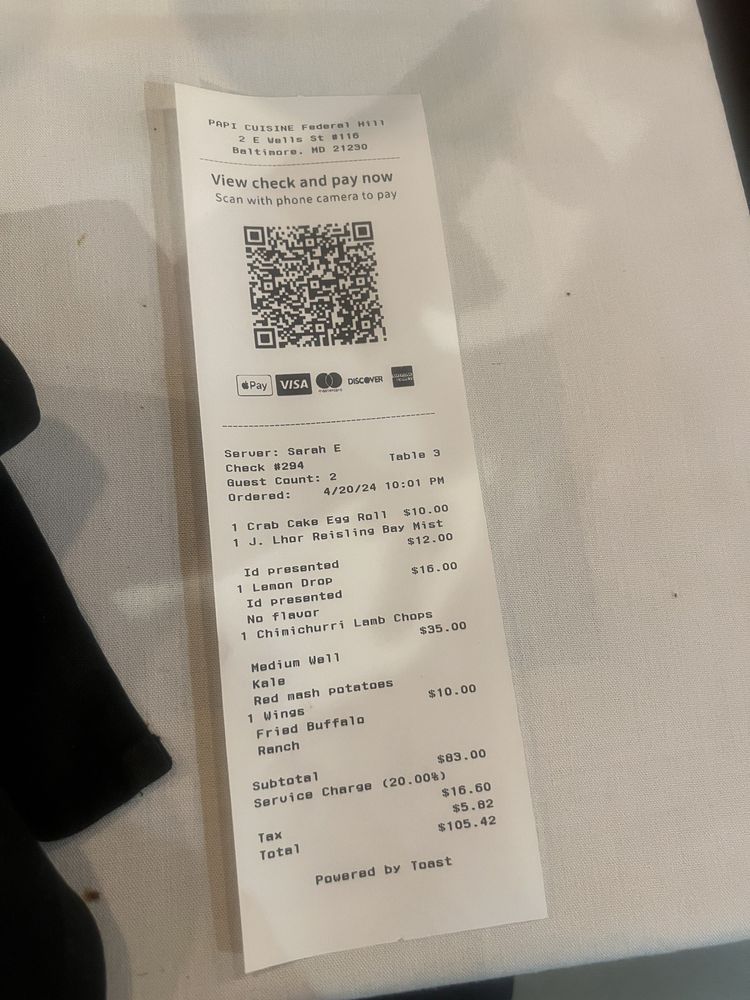 PAPI CUISINE Federal Hill
2 E Wells St #116
Baltimore, MD 21230
View check and pay now
Scan with phone camera to pay
Pay VISA mastercard DISCOVER
Server: Sarah E
Check #294 Table 3
Guest Count: 2
Ordered: 4/20/24 10:01 PM
1 Crab Cake Egg Roll $10.00
1 J. Lhor Reisling Bay Mist
$12.00
Id presented
1 Lemon Drop $16.00
Id presented
No flavor
1 Chimichurri Lamb Chops
$35.00
Medium Well
Kale
Red mash potatoes
1 Wings $10.00
Fried Buffalo
Ranch
Subtotal $83.00
Service Charge (20.00%)
$16.60
Tax $5.82
Total $105.42
Powered by Toast